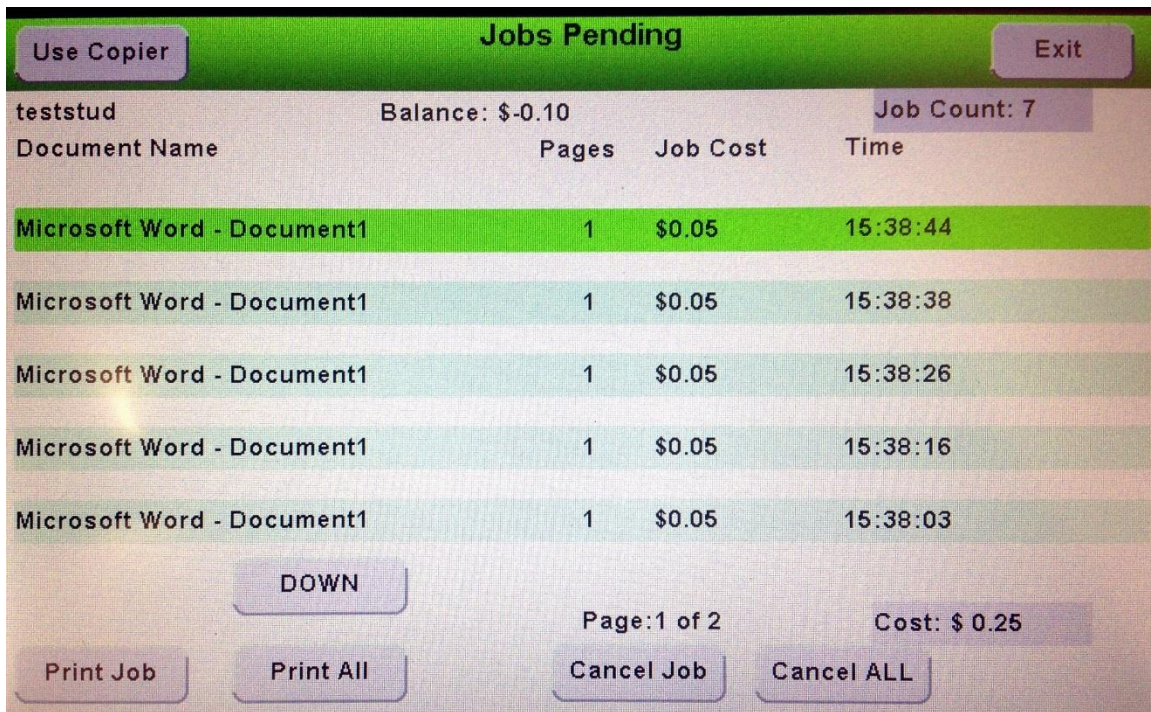 Use Copier Jobs Pending Exit
teststud Balance: $-0.10 Job Count: 7
Document Name Pages Job Cost Time
Microsoft Word - Document1 1 $0.05 15:38:44
Microsoft Word - Document1 1 $0.05 15:38:38
Microsoft Word - Document1 1 $0.05 15:38:26
Microsoft Word - Document1 1 $0.05 15:38:16
Microsoft Word - Document1 1 $0.05 15:38:03
DOWN
Page:1 of 2 Cost: $ 0.25
Print Job Print All Cancel Job Cancel ALL